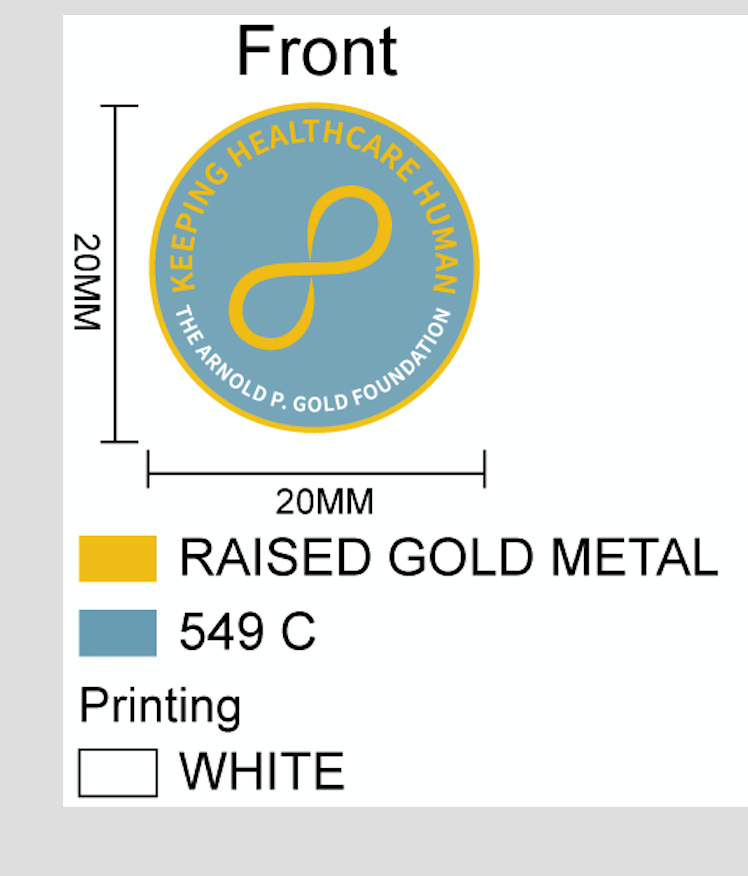 Front
KEEPING HEALTHCARE HUMAN
THE ARNOLD P. GOLD FOUNDATION
20MM
20MM
RAISED GOLD METAL
549 C
Printing
WHITE